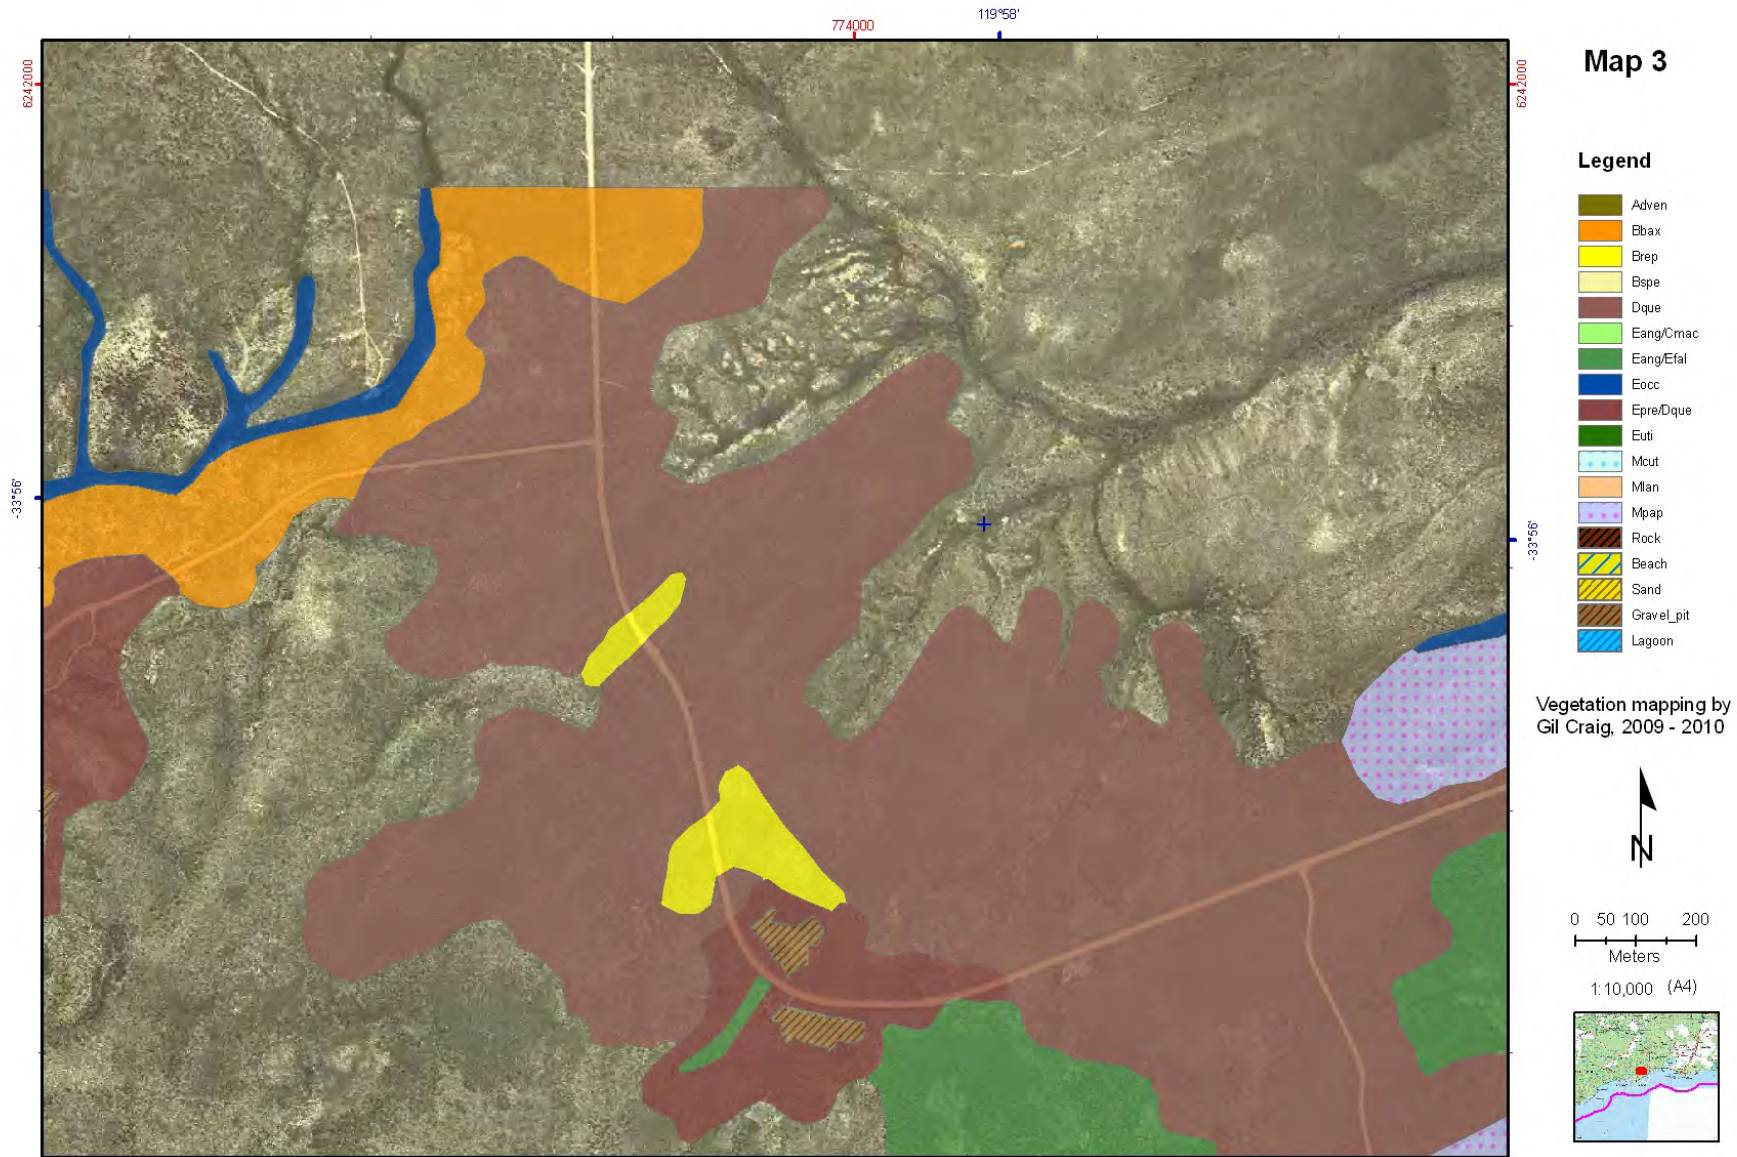 774000
119°58'
6242000
6242000
-33°56'
-33°56'
Map 3
Legend
Adven
Bbax
Brep
Bspe
Dque
Eang/Cmac
Eang/Efal
Eocc
Epre/Dque
Euti
Mcut
Mlan
Mpap
Rock
Beach
Sand
Gravel_pit
Lagoon
Vegetation mapping by
Gil Craig, 2009 - 2010
N
0 50 100 200
Meters
1:10,000 (A4)